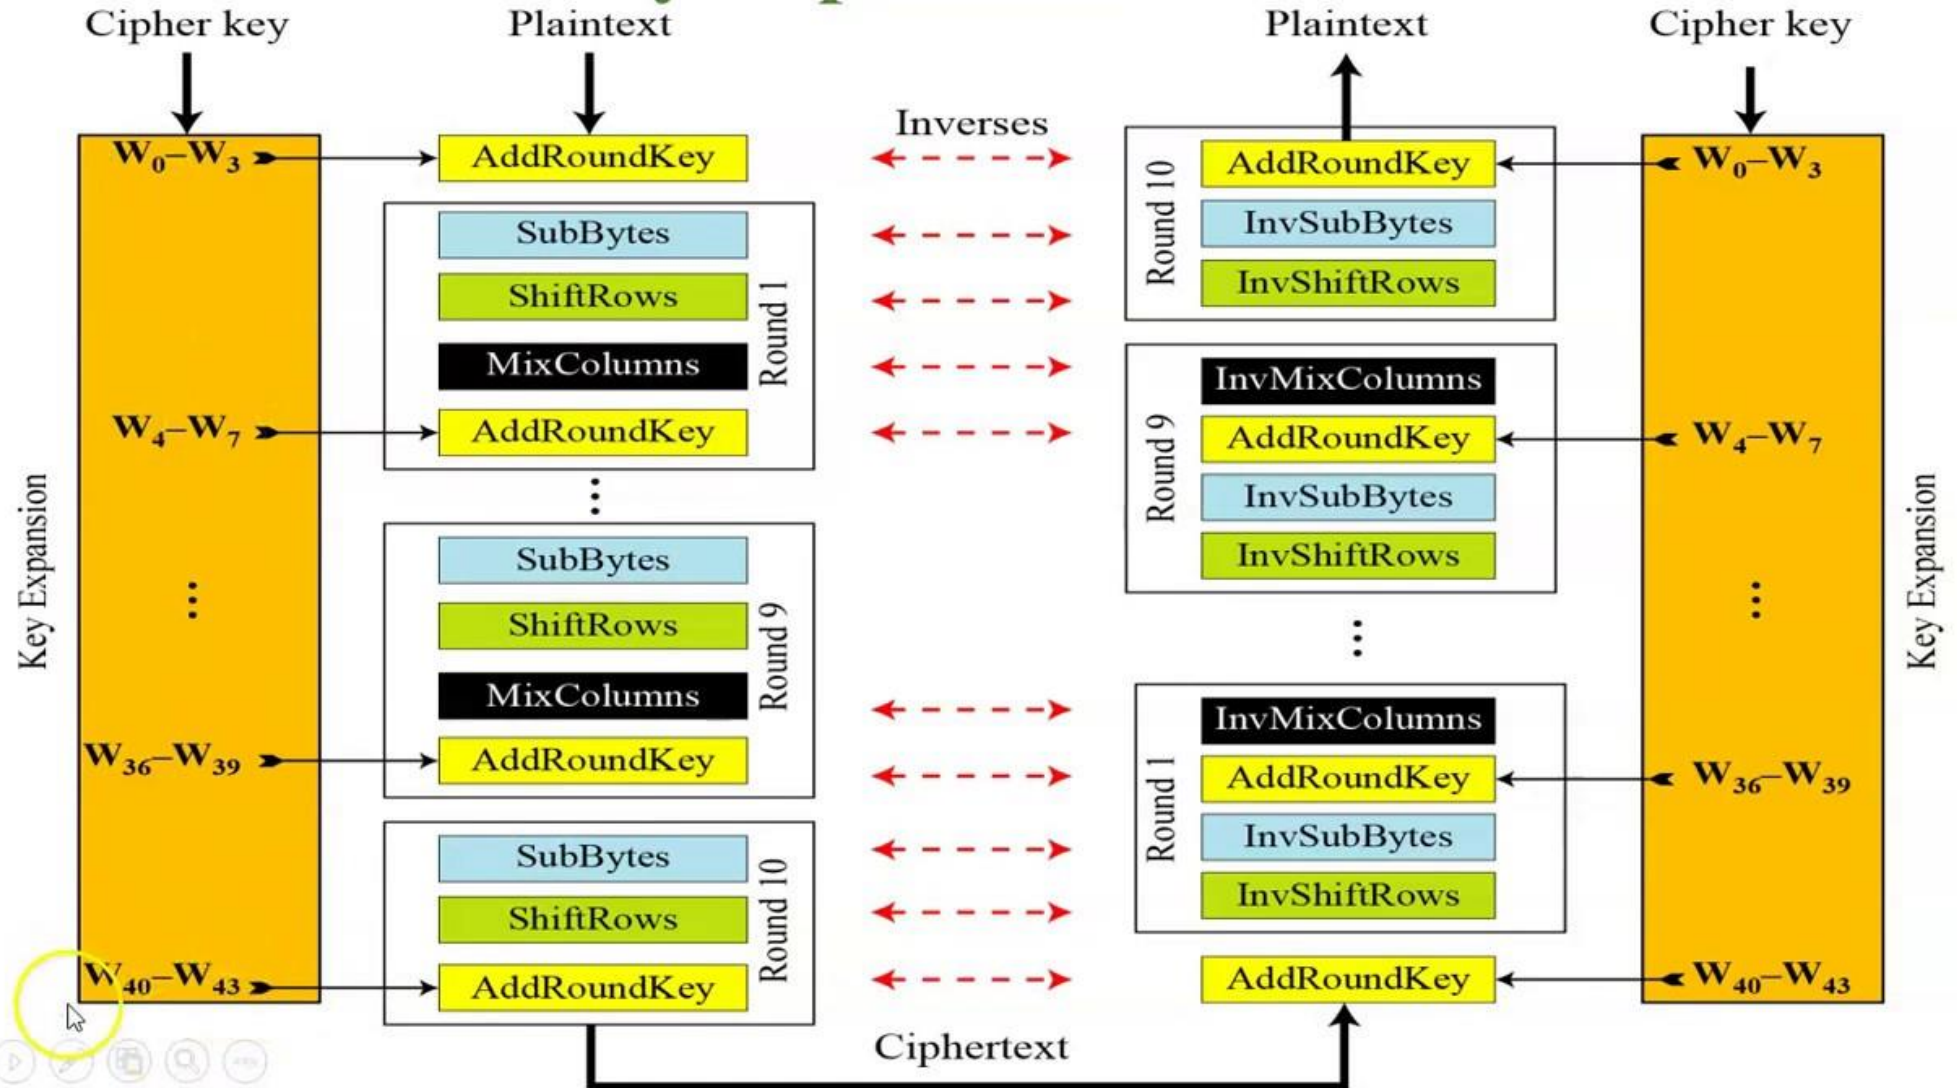 Cipher key
Plaintext
Plaintext
Cipher key
Inverses
W0–W3
AddRoundKey
SubBytes
ShiftRows
MixColumns
W4–W7
AddRoundKey
Round 1
...
SubBytes
ShiftRows
MixColumns
W36–W39
AddRoundKey
Round 9
SubBytes
ShiftRows
W40–W43
AddRoundKey
Round 10
Key Expansion
...
Ciphertext
AddRoundKey
W0–W3
InvSubBytes
InvShiftRows
Round 10
InvMixColumns
AddRoundKey
W4–W7
InvSubBytes
InvShiftRows
Round 9
...
InvMixColumns
AddRoundKey
W36–W39
InvSubBytes
InvShiftRows
Round 1
AddRoundKey
W40–W43
...
Key Expansion